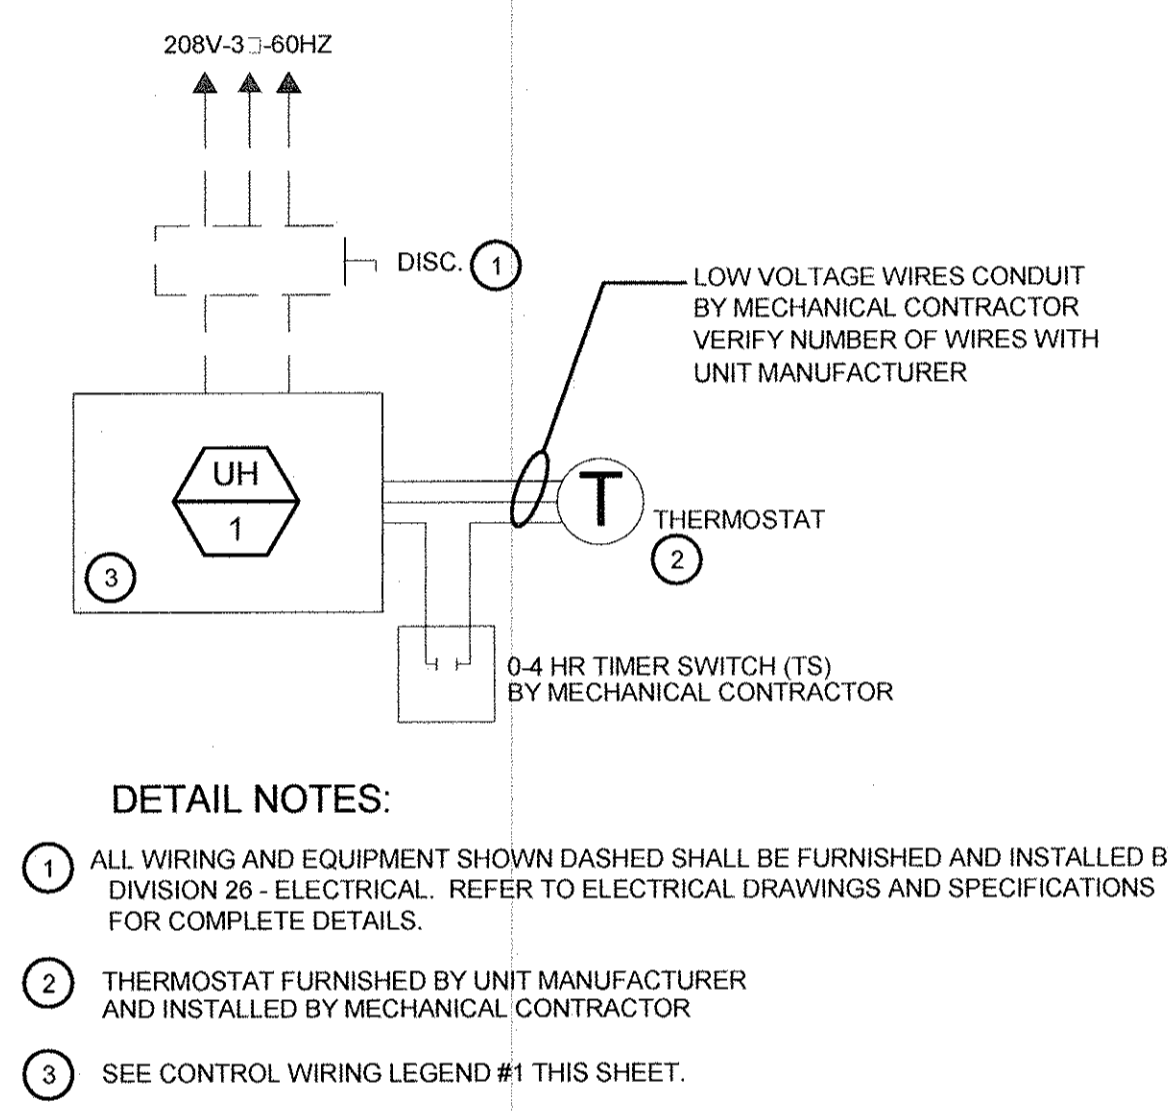 208V-3□-60HZ
DISC. 1
LOW VOLTAGE WIRES CONDUIT
BY MECHANICAL CONTRACTOR
VERIFY NUMBER OF WIRES WITH
UNIT MANUFACTURER
UH
1
3
T
THERMOSTAT
2
0-4 HR TIMER SWITCH (TS)
BY MECHANICAL CONTRACTOR
DETAIL NOTES:
1 ALL WIRING AND EQUIPMENT SHOWN DASHED SHALL BE FURNISHED AND INSTALLED B
DIVISION 26 - ELECTRICAL. REFER TO ELECTRICAL DRAWINGS AND SPECIFICATIONS
FOR COMPLETE DETAILS.
2 THERMOSTAT FURNISHED BY UNIT MANUFACTURER
AND INSTALLED BY MECHANICAL CONTRACTOR
3 SEE CONTROL WIRING LEGEND #1 THIS SHEET.